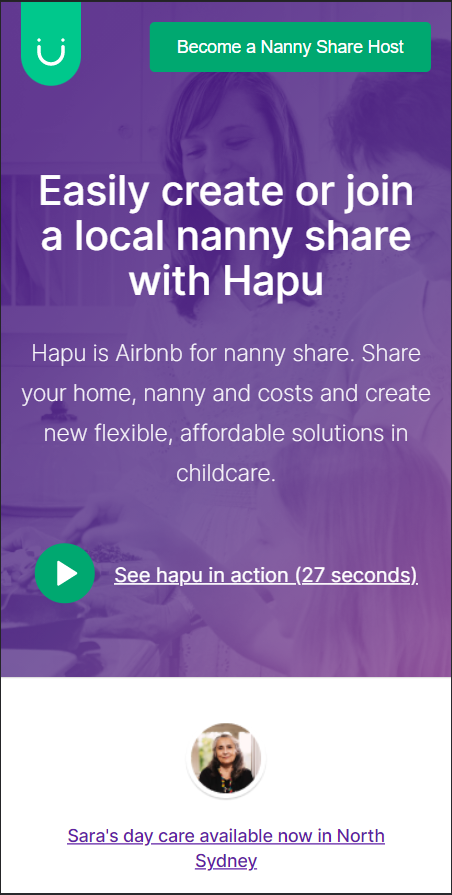 Become a Nanny Share Host
Easily create or join
a local nanny share
with Hapu
Hapu is Airbnb for nanny share. Share
your home, nanny and costs and create
new flexible, affordable solutions in
childcare.
See hapu in action (27 seconds)
Sara's day care available now in North
Sydney